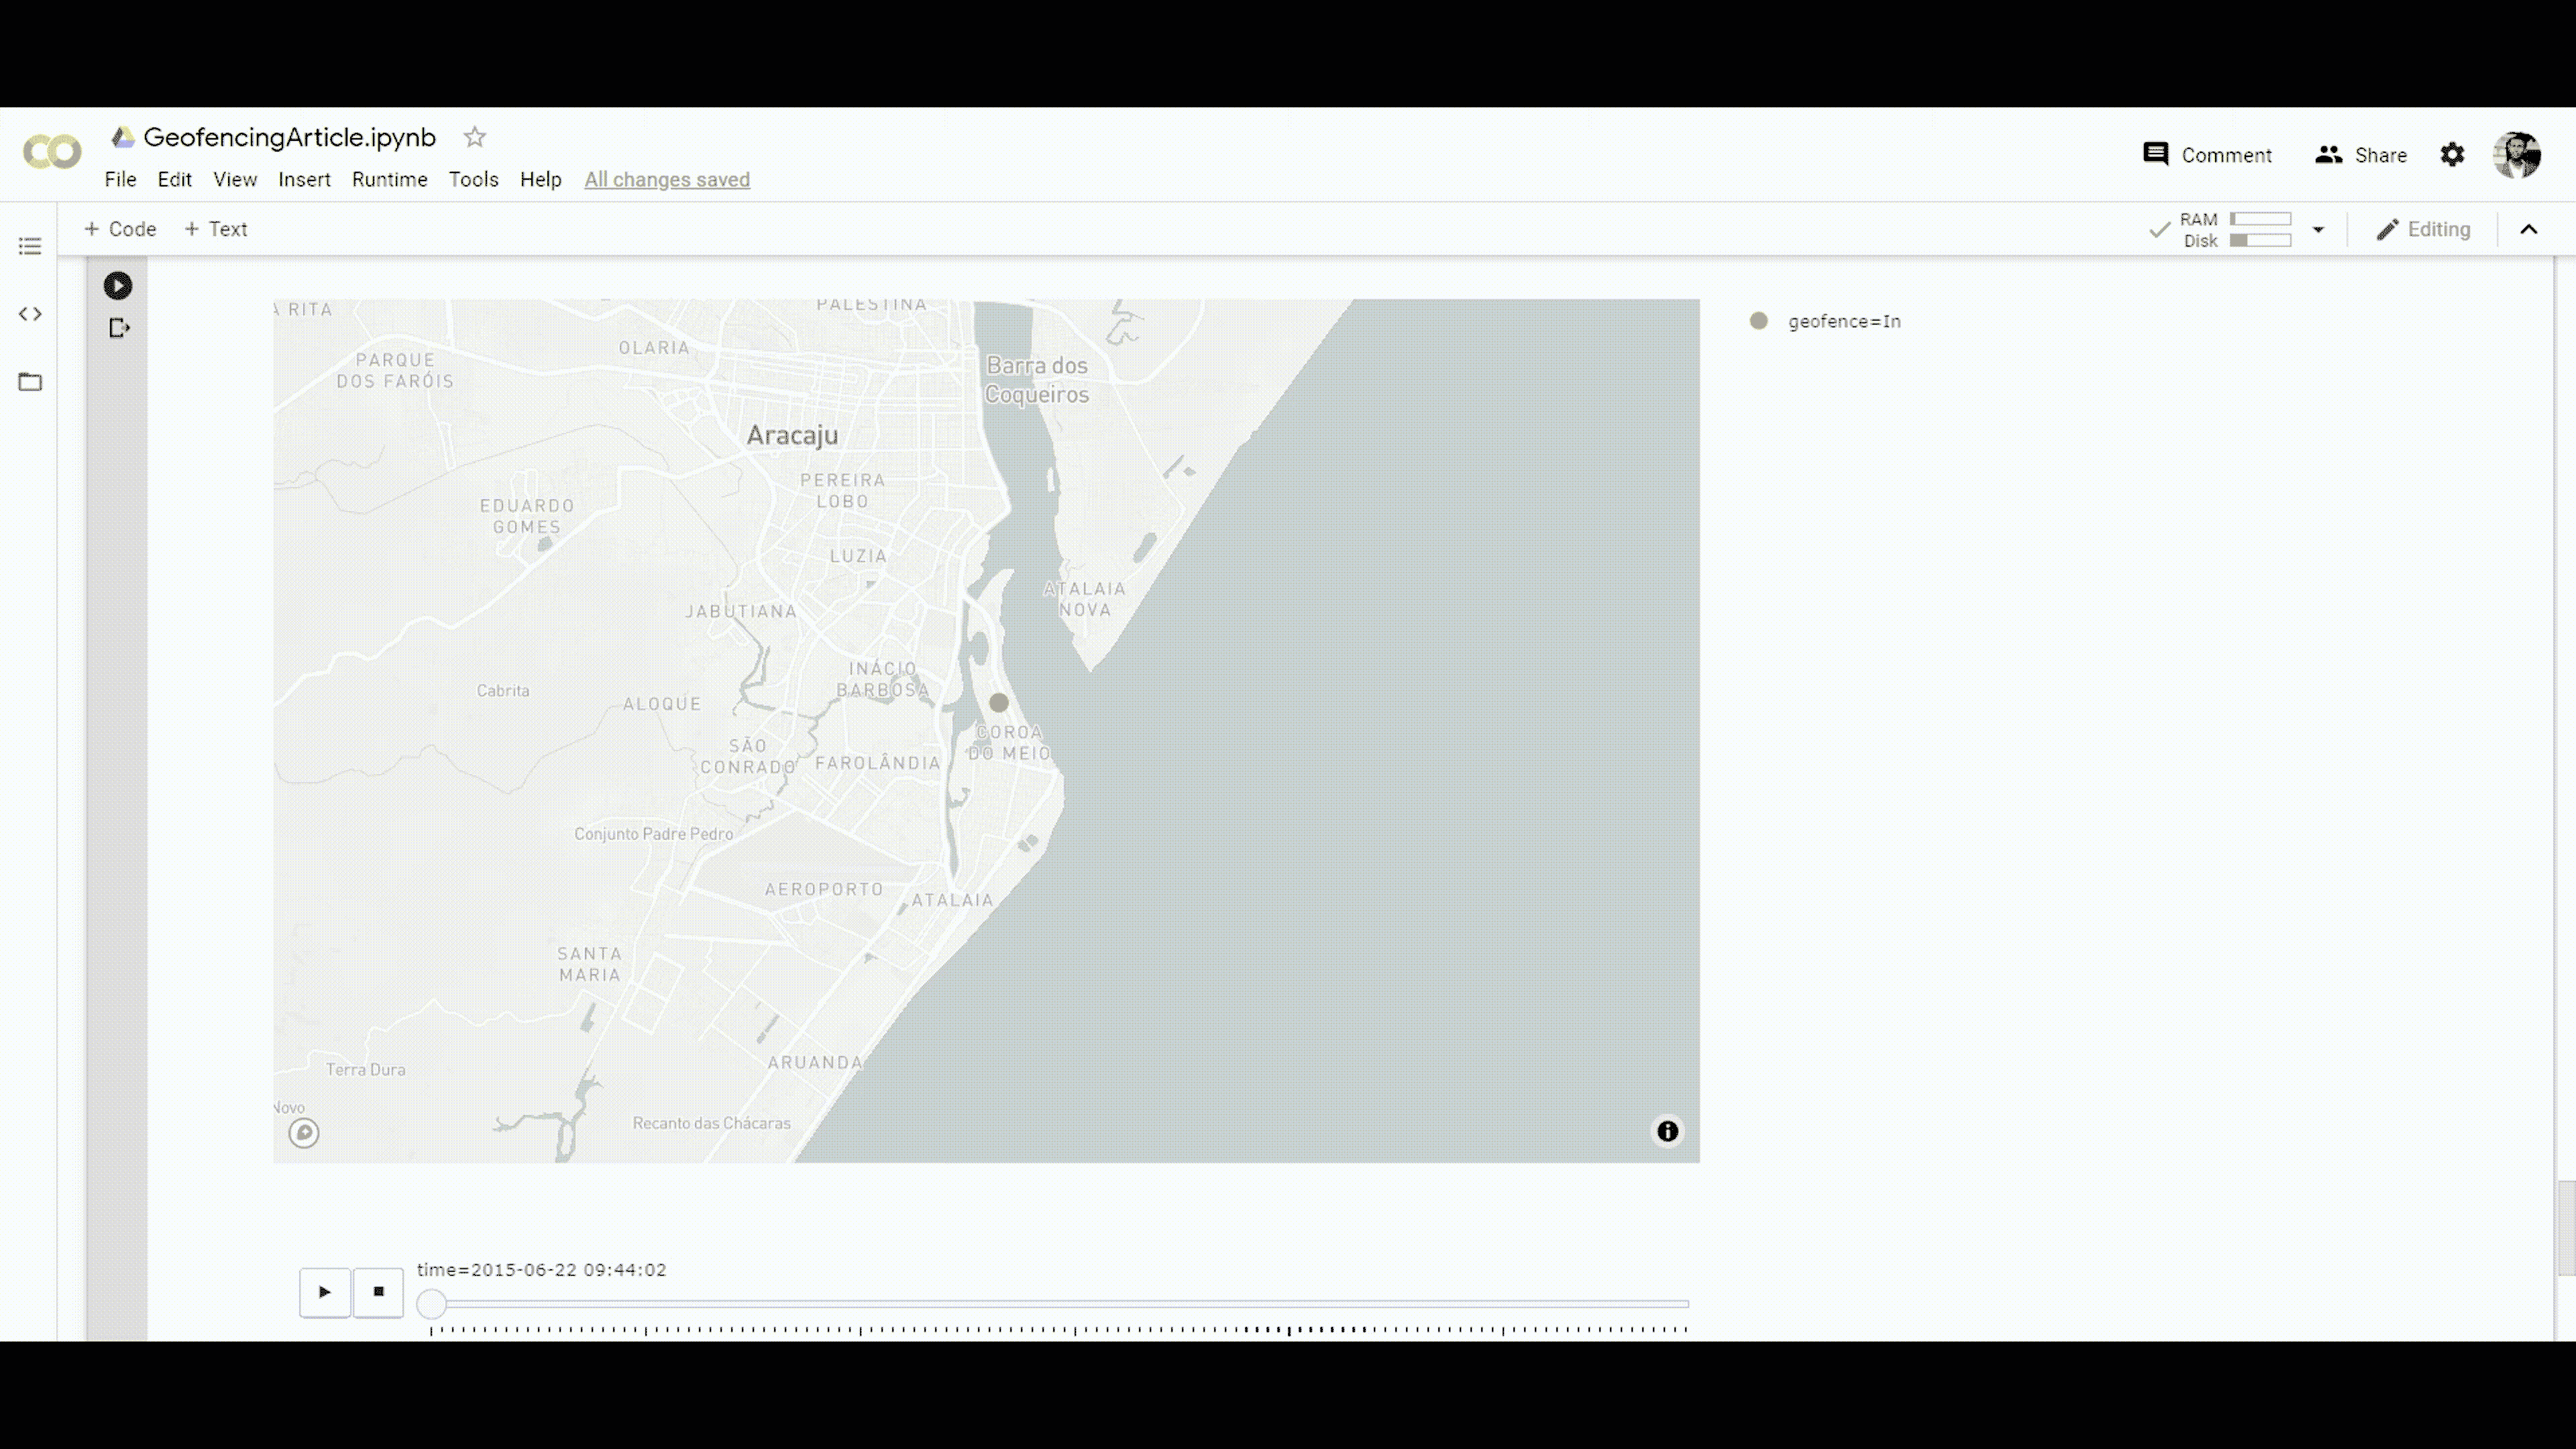 GeofencingArticle.ipynb
File Edit View Insert Runtime Tools Help All changes saved
Comment Share
+ Code + Text
RAM
Disk
Editing
A RITA
PALESTINA
OLARIA
PARQUE
DOS FARÓIS
Barra dos
Coqueiros
Aracaju
PEREIRA
LOBO
EDUARDO
GOMES
LUZIA
ATALAIA
NOVA
JABUTIANA
INÁCIO
BARBOSA
Cabrita
ALOQUE
COROA
DO MEIO
SÃO
CONRADO
FAROLÂNDIA
Conjunto Padre Pedro
AEROPORTO
ATALAIA
SANTA
MARIA
ARUANDA
Terra Dura
Novo
Recanto das Chácaras
geofence=In
time=2015-06-22 09:44:02